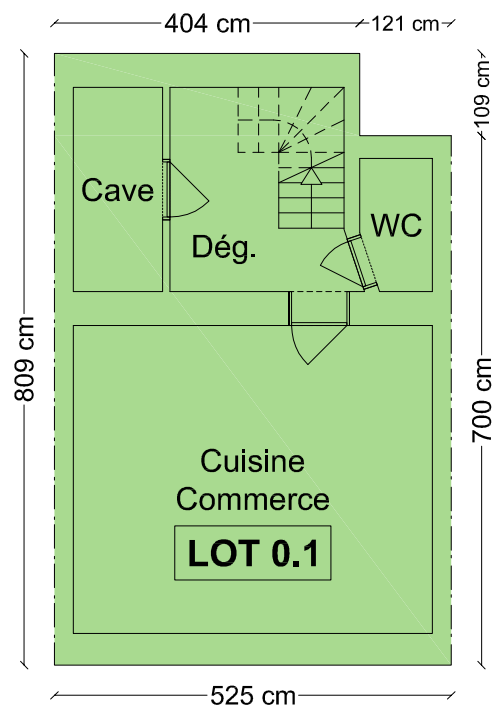 404 cm
121 cm
109 cm
Cave
WC
Dég.
809 cm
700 cm
Cuisine
Commerce
LOT 0.1
525 cm